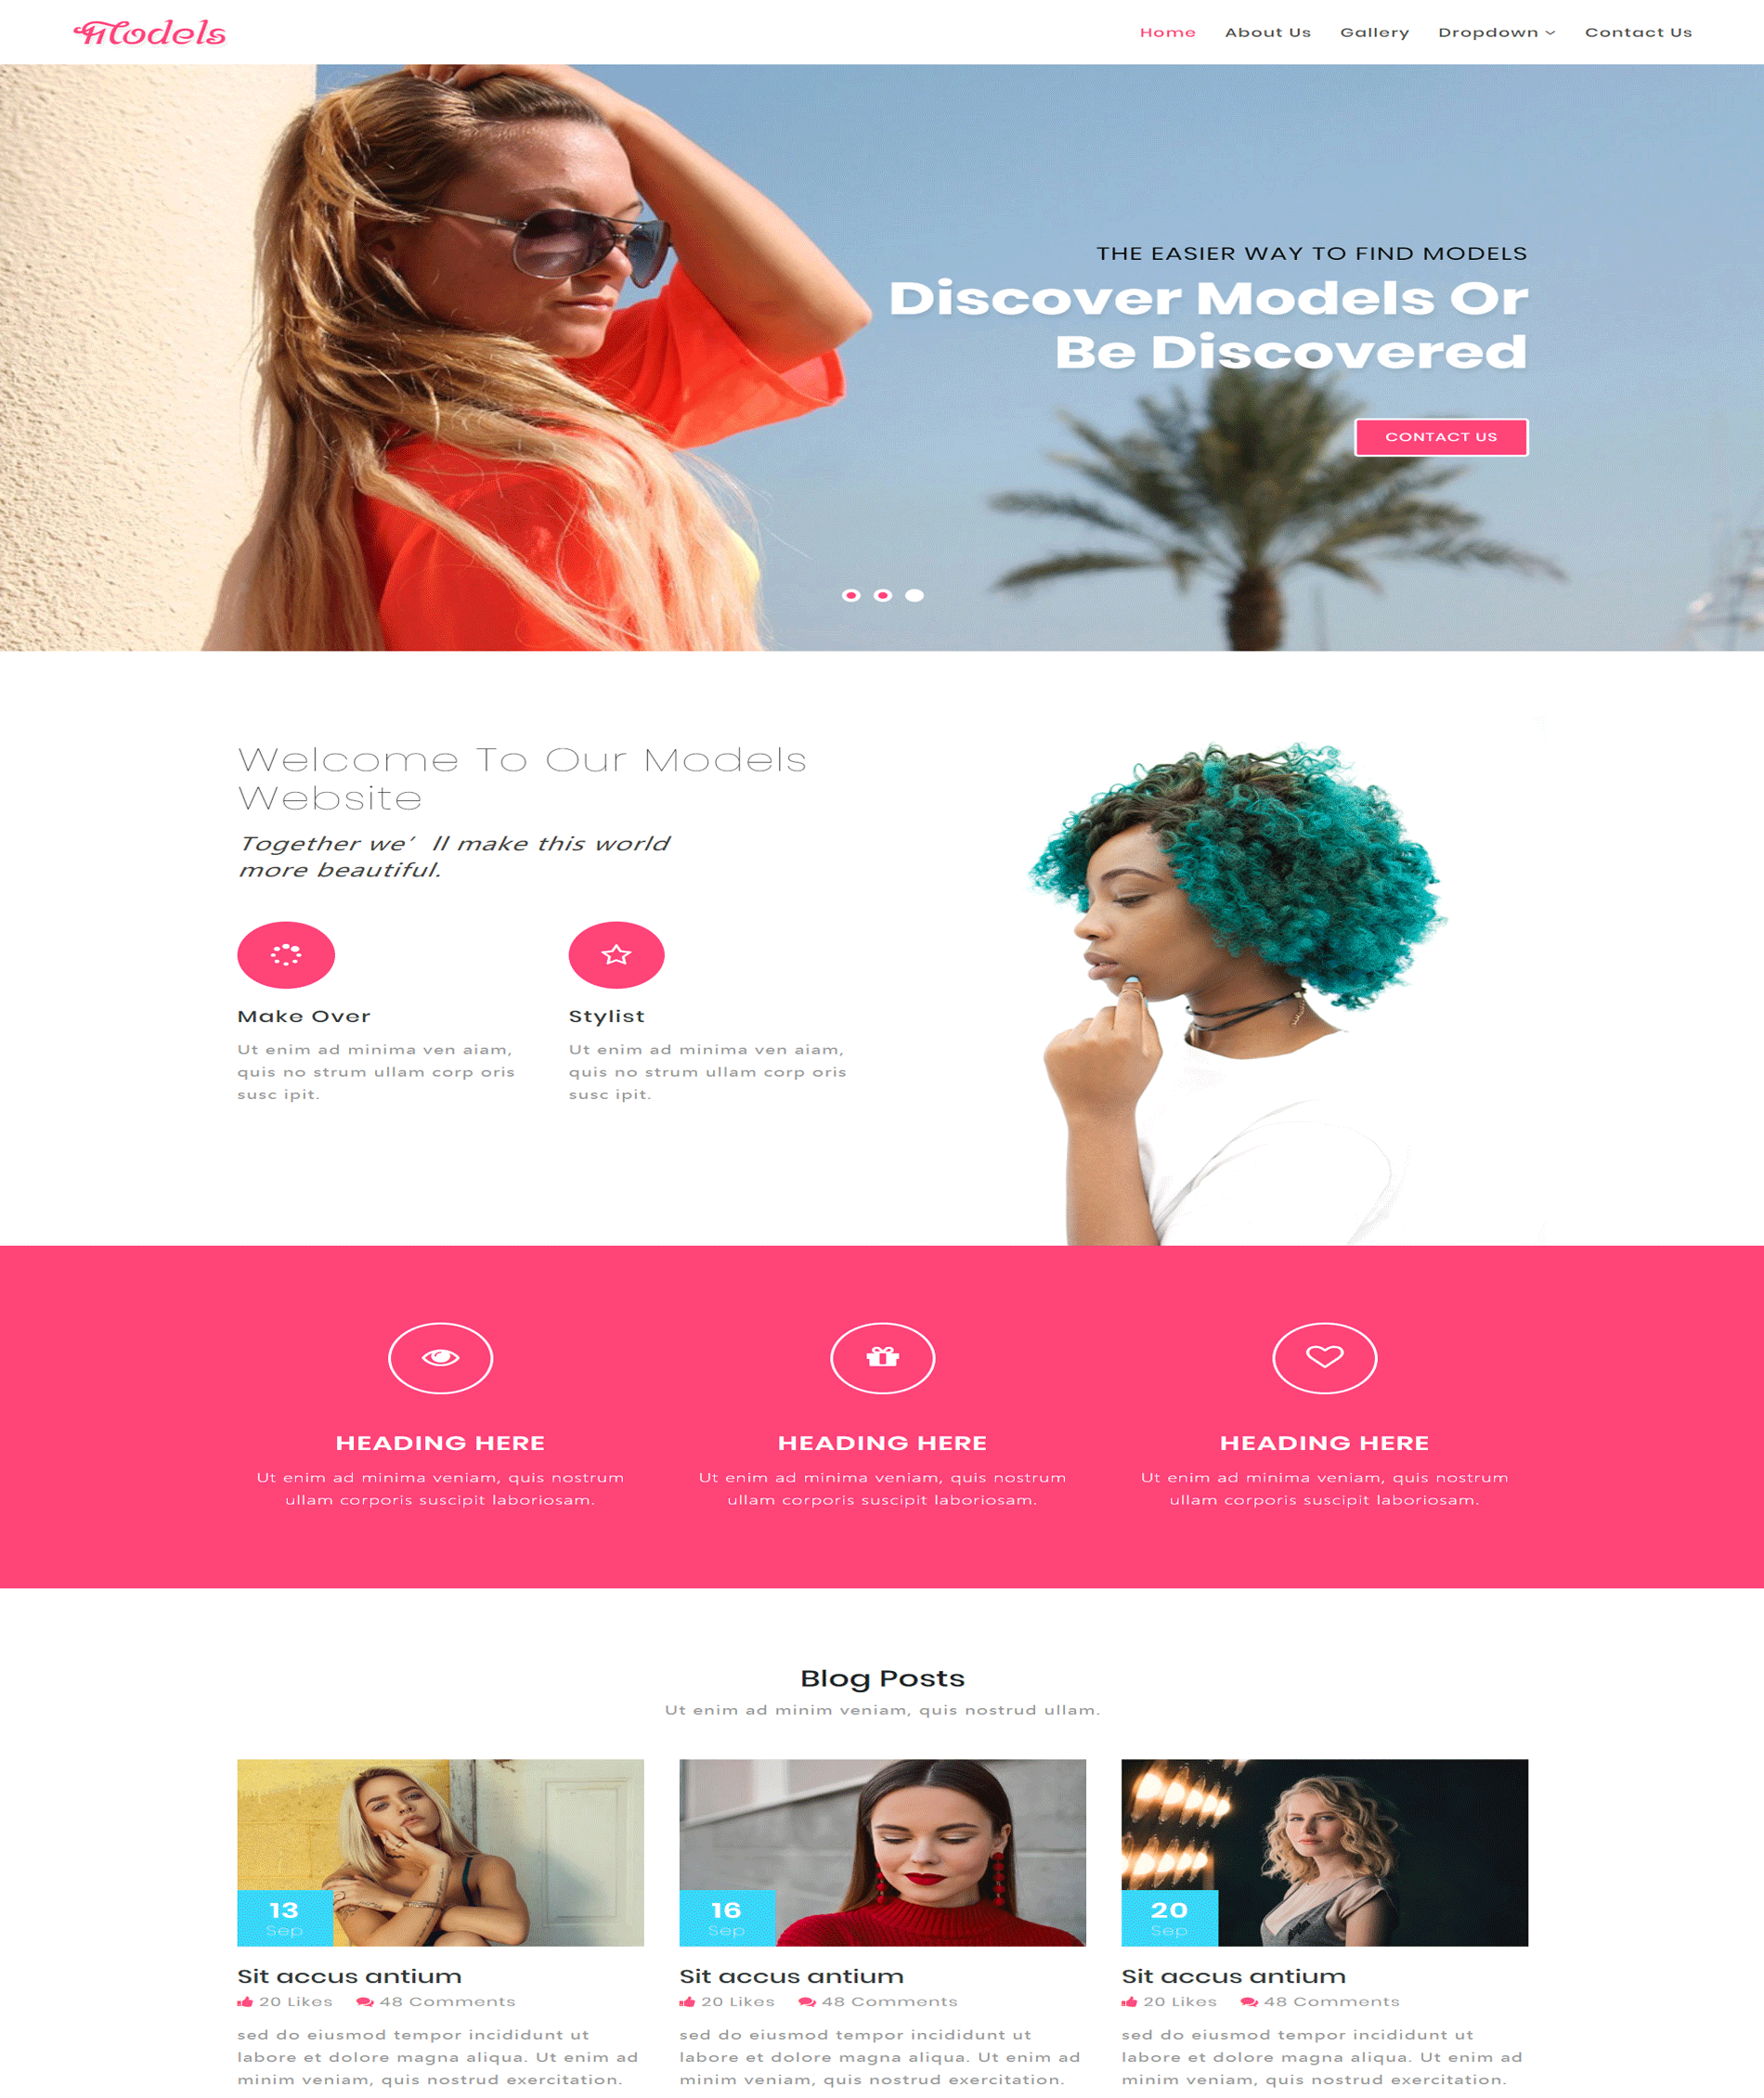 Models
Home About Us Gallery Dropdown Contact Us
THE EASIER WAY TO FIND MODELS
Discover Models Or
Be Discovered
CONTACT US
Welcome To Our Models
Website
Together we’ ll make this world
more beautiful.
Make Over
Ut enim ad minima ven aiam,
quis no strum ullam corp oris
susc ipit.
Stylist
Ut enim ad minima ven aiam,
quis no strum ullam corp oris
susc ipit.
HEADING HERE
Ut enim ad minima veniam, quis nostrum
ullam corporis suscipit laboriosam.
HEADING HERE
Ut enim ad minima veniam, quis nostrum
ullam corporis suscipit laboriosam.
HEADING HERE
Ut enim ad minima veniam, quis nostrum
ullam corporis suscipit laboriosam.
Blog Posts
Ut enim ad minim veniam, quis nostrud ullam.
13
Sep
Sit accus antium
20 Likes 48 Comments
sed do eiusmod tempor incididunt ut
labore et dolore magna aliqua. Ut enim ad
minim veniam, quis nostrud exercitation.
16
Sep
Sit accus antium
20 Likes 48 Comments
sed do eiusmod tempor incididunt ut
labore et dolore magna aliqua. Ut enim ad
minim veniam, quis nostrud exercitation.
20
Sep
Sit accus antium
20 Likes 48 Comments
sed do eiusmod tempor incididunt ut
labore et dolore magna aliqua. Ut enim ad
minim veniam, quis nostrud exercitation.